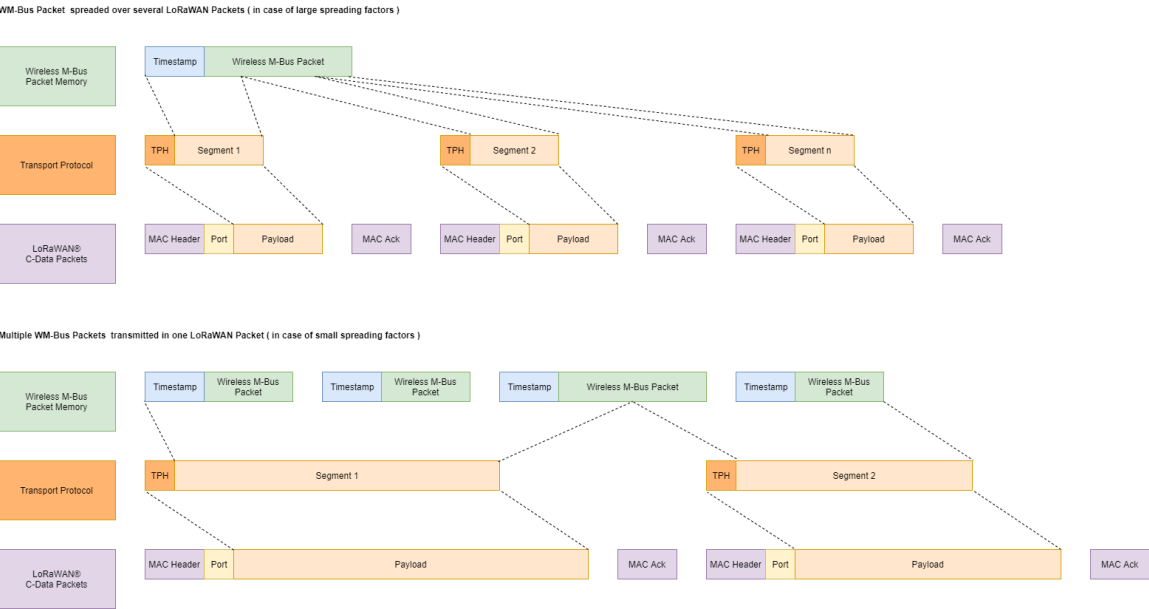 WM-Bus Packet spreaded over several LoRaWAN Packets ( in case of large spreading factors )
Wireless M-Bus
Packet Memory
Timestamp
Wireless M-Bus Packet
Transport Protocol
TPH
Segment 1
TPH
Segment 2
TPH
Segment n
LoRaWAN®
C-Data Packets
MAC Header
Port
Payload
MAC Ack
MAC Header
Port
Payload
MAC Ack
MAC Header
Port
Payload
MAC Ack
Multiple WM-Bus Packets transmitted in one LoRaWAN Packet ( in case of small spreading factors )
Wireless M-Bus
Packet Memory
Timestamp
Wireless M-Bus
Packet
Timestamp
Wireless M-Bus
Packet
Timestamp
Wireless M-Bus Packet
Timestamp
Wireless M-Bus
Packet
Transport Protocol
TPH
Segment 1
TPH
Segment 2
LoRaWAN®
C-Data Packets
MAC Header
Port
Payload
MAC Ack
MAC Header
Port
Payload
MAC Ack